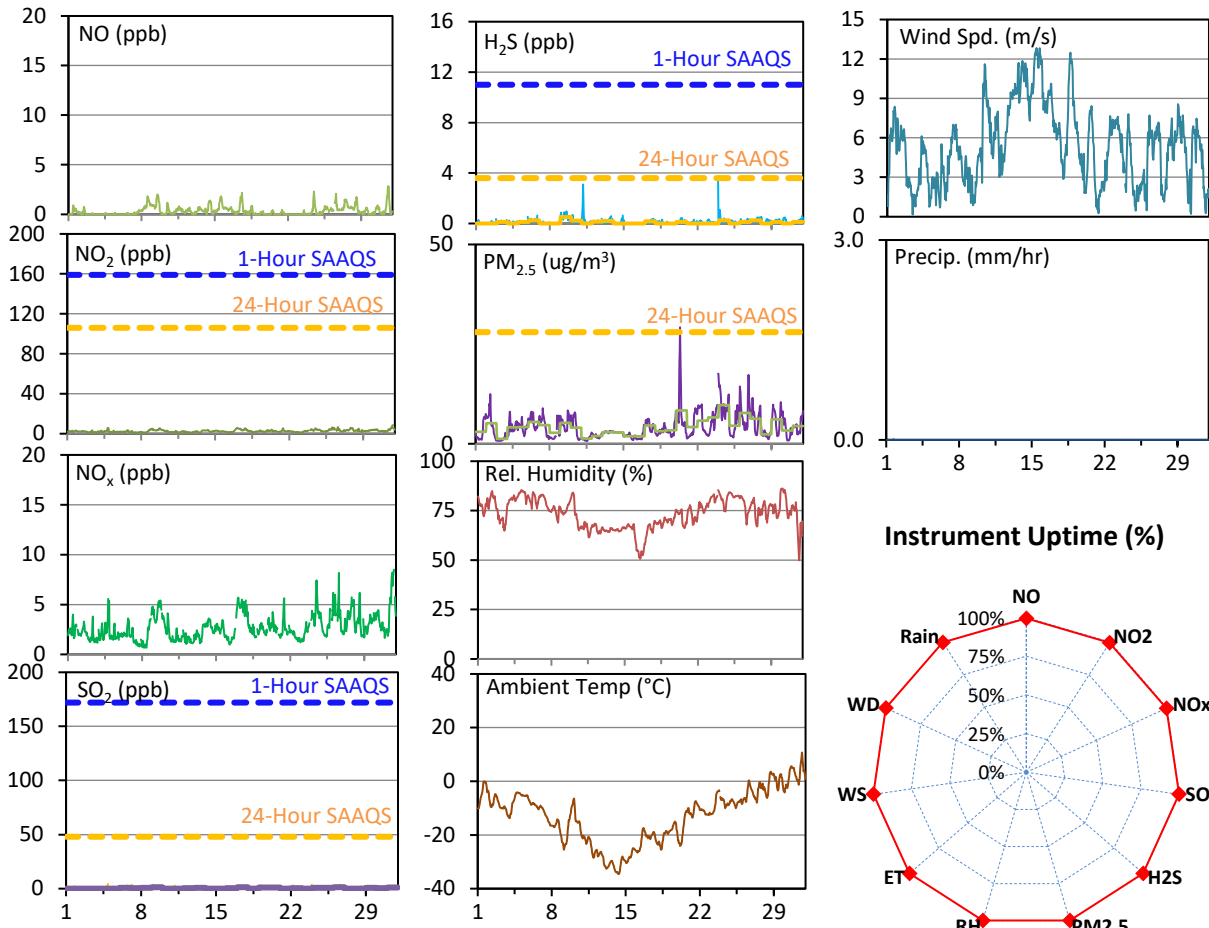 NO (ppb)
20
15
10
5
0
NO2 (ppb)
1-Hour SAAQS
24-Hour SAAQS
200
160
120
80
40
0
NOx (ppb)
20
15
10
5
0
SO2 (ppb)
1-Hour SAAQS
24-Hour SAAQS
200
150
100
50
0
1 8 15 22 29
H2S (ppb)
1-Hour SAAQS
24-Hour SAAQS
16
12
8
4
0
PM2.5 (ug/m³)
24-Hour SAAQS
50
0
Rel. Humidity (%)
100
75
50
25
0
Ambient Temp (°C)
40
20
0
-20
-40
1 8 15 22 29
Wind Spd. (m/s)
15
12
9
6
3
0
Precip. (mm/hr)
3.0
0.0
1 8 15 22 29
Instrument Uptime (%)
NO
NO2
NOx
SO
H2S
PM2.5
RH
ET
WS
WD
Rain
100%
75%
50%
25%
0%